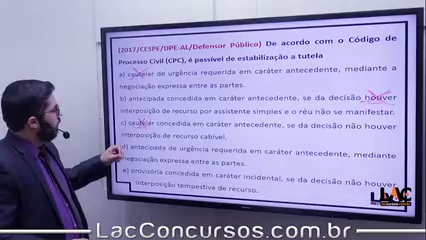 (2017/CESPE/DPE-AL/Defensor Público) De acordo com o Código de
Processo Civil (CPC), é passível de estabilização a tutela
a) cautelar de urgência requerida em caráter antecedente, mediante a
negociação expressa entre as partes.
b) antecipada concedida em caráter antecedente, se da decisão houver
interposição de recurso por assistente simples e o réu não se manifestar.
c) cautelar concedida em caráter antecedente, se da decisão não houver
interposição de recurso cabível.
d) antecipada de urgência requerida em caráter antecedente, mediante
negociação expressa entre as partes.
e) provisória concedida em caráter incidental, se da decisão não houver
interposição tempestiva de recurso.
LAC
LacConcursos.com.br